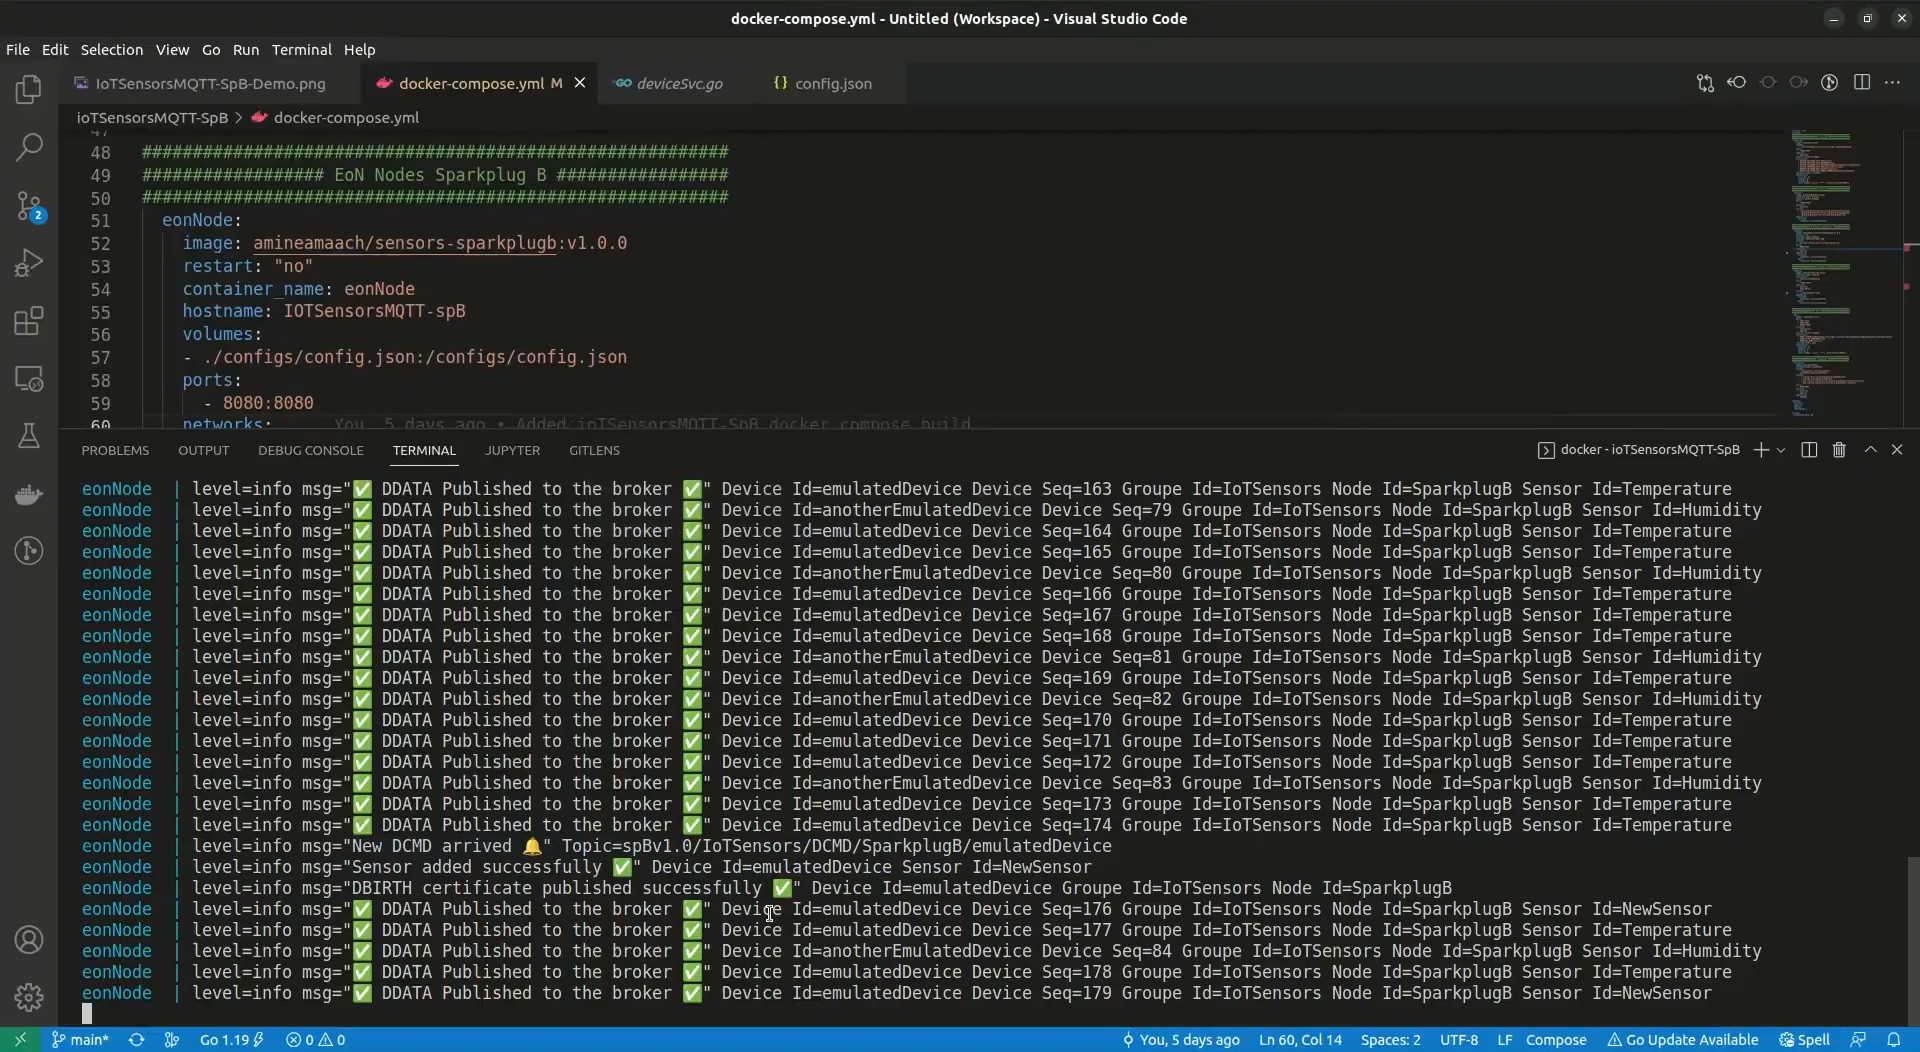 docker-compose.yml - Untitled (Workspace) - Visual Studio Code
File Edit Selection View Go Run Terminal Help
IoTSensorsMQTT-SpB-Demo.png docker-compose.yml M deviceSvc.go {} config.json
ioTSensorsMQTT-SpB > docker-compose.yml
47
48 ##########################################################
49 ################## EoN Nodes Sparkplug B #################
50 ##########################################################
51 eonNode:
52 image: amineamaach/sensors-sparkplugb:v1.0.0
53 restart: "no"
54 container_name: eonNode
55 hostname: IOTSensorsMQTT-spB
56 volumes:
57 - ./configs/config.json:/configs/config.json
58 ports:
59 - 8080:8080
60 networks: You, 5 days ago • Added ioTSensorsMQTT-SpB docker compose build
PROBLEMS OUTPUT DEBUG CONSOLE TERMINAL JUPYTER GITLENS docker - ioTSensorsMQTT-SpB
eonNode | level=info msg="✅ DDATA Published to the broker ✅" Device Id=emulatedDevice Device Seq=163 Groupe Id=IoTSensors Node Id=SparkplugB Sensor Id=Temperature
eonNode | level=info msg="✅ DDATA Published to the broker ✅" Device Id=anotherEmulatedDevice Device Seq=79 Groupe Id=IoTSensors Node Id=SparkplugB Sensor Id=Humidity
eonNode | level=info msg="✅ DDATA Published to the broker ✅" Device Id=emulatedDevice Device Seq=164 Groupe Id=IoTSensors Node Id=SparkplugB Sensor Id=Temperature
eonNode | level=info msg="✅ DDATA Published to the broker ✅" Device Id=emulatedDevice Device Seq=165 Groupe Id=IoTSensors Node Id=SparkplugB Sensor Id=Temperature
eonNode | level=info msg="✅ DDATA Published to the broker ✅" Device Id=anotherEmulatedDevice Device Seq=80 Groupe Id=IoTSensors Node Id=SparkplugB Sensor Id=Humidity
eonNode | level=info msg="✅ DDATA Published to the broker ✅" Device Id=emulatedDevice Device Seq=166 Groupe Id=IoTSensors Node Id=SparkplugB Sensor Id=Temperature
eonNode | level=info msg="✅ DDATA Published to the broker ✅" Device Id=emulatedDevice Device Seq=167 Groupe Id=IoTSensors Node Id=SparkplugB Sensor Id=Temperature
eonNode | level=info msg="✅ DDATA Published to the broker ✅" Device Id=emulatedDevice Device Seq=168 Groupe Id=IoTSensors Node Id=SparkplugB Sensor Id=Temperature
eonNode | level=info msg="✅ DDATA Published to the broker ✅" Device Id=anotherEmulatedDevice Device Seq=81 Groupe Id=IoTSensors Node Id=SparkplugB Sensor Id=Humidity
eonNode | level=info msg="✅ DDATA Published to the broker ✅" Device Id=emulatedDevice Device Seq=169 Groupe Id=IoTSensors Node Id=SparkplugB Sensor Id=Temperature
eonNode | level=info msg="✅ DDATA Published to the broker ✅" Device Id=anotherEmulatedDevice Device Seq=82 Groupe Id=IoTSensors Node Id=SparkplugB Sensor Id=Humidity
eonNode | level=info msg="✅ DDATA Published to the broker ✅" Device Id=emulatedDevice Device Seq=170 Groupe Id=IoTSensors Node Id=SparkplugB Sensor Id=Temperature
eonNode | level=info msg="✅ DDATA Published to the broker ✅" Device Id=emulatedDevice Device Seq=171 Groupe Id=IoTSensors Node Id=SparkplugB Sensor Id=Temperature
eonNode | level=info msg="✅ DDATA Published to the broker ✅" Device Id=emulatedDevice Device Seq=172 Groupe Id=IoTSensors Node Id=SparkplugB Sensor Id=Temperature
eonNode | level=info msg="✅ DDATA Published to the broker ✅" Device Id=anotherEmulatedDevice Device Seq=83 Groupe Id=IoTSensors Node Id=SparkplugB Sensor Id=Humidity
eonNode | level=info msg="✅ DDATA Published to the broker ✅" Device Id=emulatedDevice Device Seq=173 Groupe Id=IoTSensors Node Id=SparkplugB Sensor Id=Temperature
eonNode | level=info msg="✅ DDATA Published to the broker ✅" Device Id=emulatedDevice Device Seq=174 Groupe Id=IoTSensors Node Id=SparkplugB Sensor Id=Temperature
eonNode | level=info msg="New DCMD arrived 🔔" Topic=spBv1.0/IoTSensors/DCMD/SparkplugB/emulatedDevice
eonNode | level=info msg="Sensor added successfully ✅" Device Id=emulatedDevice Sensor Id=NewSensor
eonNode | level=info msg="DBIRTH certificate published successfully ✅" Device Id=emulatedDevice Groupe Id=IoTSensors Node Id=SparkplugB
eonNode | level=info msg="✅ DDATA Published to the broker ✅" Device Id=emulatedDevice Device Seq=176 Groupe Id=IoTSensors Node Id=SparkplugB Sensor Id=NewSensor
eonNode | level=info msg="✅ DDATA Published to the broker ✅" Device Id=emulatedDevice Device Seq=177 Groupe Id=IoTSensors Node Id=SparkplugB Sensor Id=Temperature
eonNode | level=info msg="✅ DDATA Published to the broker ✅" Device Id=anotherEmulatedDevice Device Seq=84 Groupe Id=IoTSensors Node Id=SparkplugB Sensor Id=Humidity
eonNode | level=info msg="✅ DDATA Published to the broker ✅" Device Id=emulatedDevice Device Seq=178 Groupe Id=IoTSensors Node Id=SparkplugB Sensor Id=Temperature
eonNode | level=info msg="✅ DDATA Published to the broker ✅" Device Id=emulatedDevice Device Seq=179 Groupe Id=IoTSensors Node Id=SparkplugB Sensor Id=NewSensor
main* Go 1.19 0 0 You, 5 days ago Ln 60, Col 14 Spaces: 2 UTF-8 LF Compose Go Update Available Spell